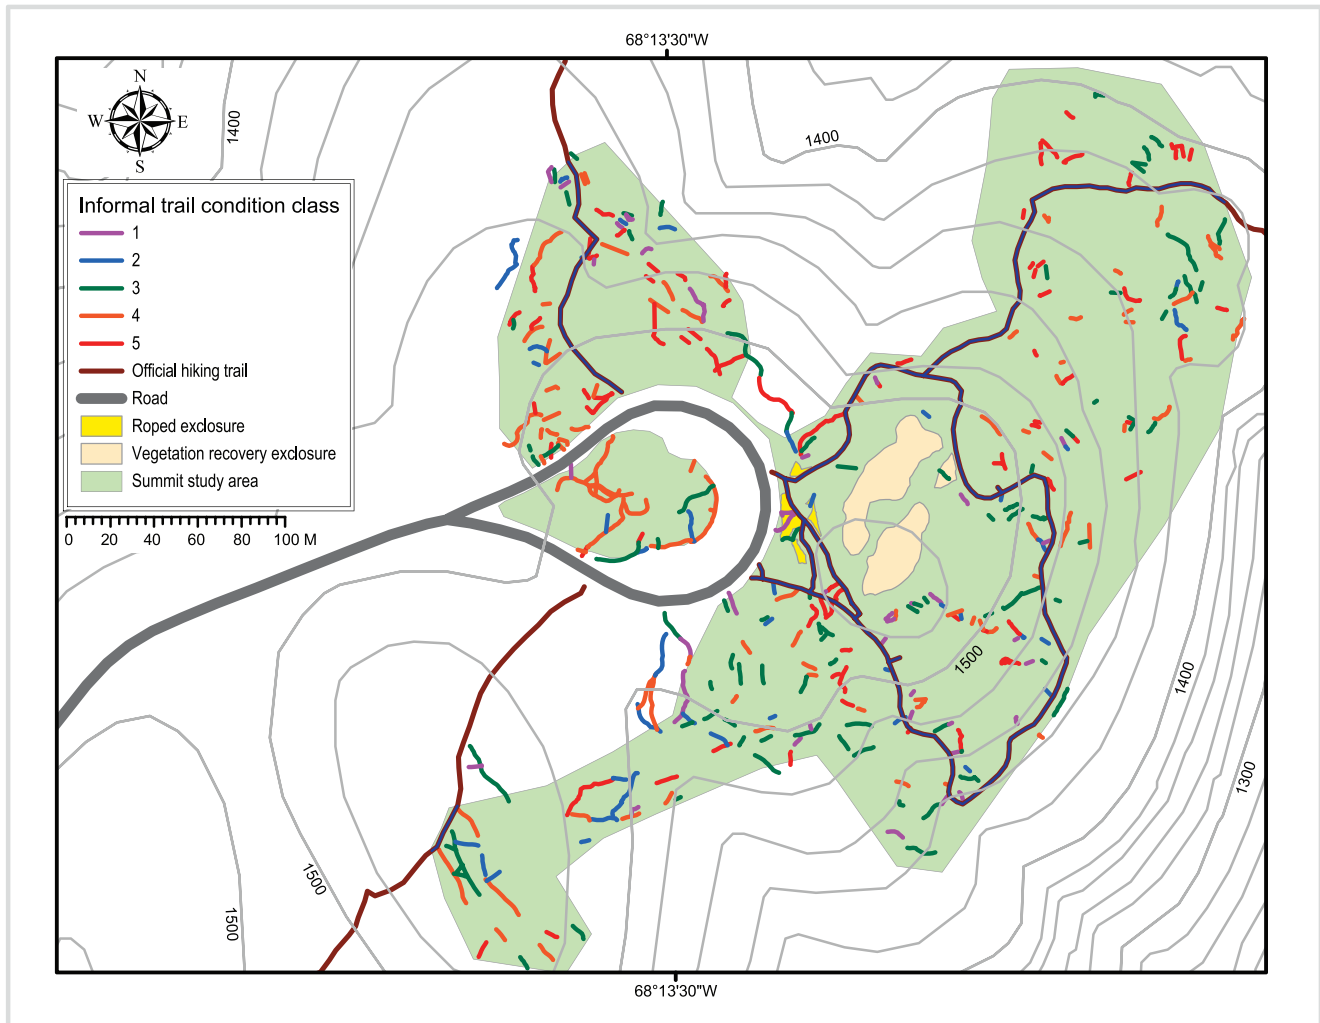 68°13'30"W
N
W E
S
1400
1400
Informal trail condition class
1
2
3
4
5
Official hiking trail
Road
Roped exclosure
Vegetation recovery exclosure
Summit study area
0 20 40 60 80 100 M
1500
1400
1300
1500
1500
68°13'30"W